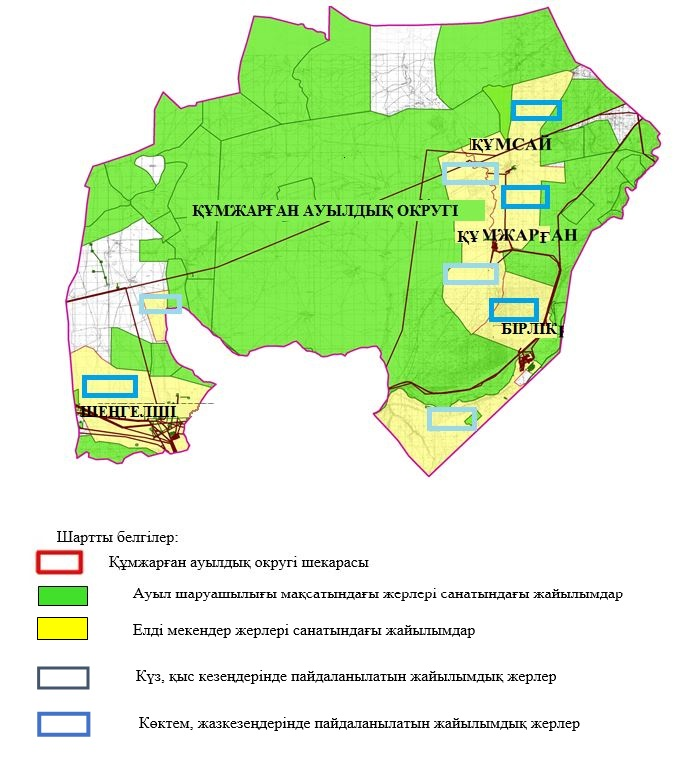 ҚҰМСАЙ
ҚҰМЖАРҒАН АУЫЛДЫҚ ОКРУГІ
ҚҰМЖАРҒАН
БІРЛІК
ШЕНГЕЛШІ
Шартты белгілер:
Құмжарған ауылдық округі шекарасы
Ауыл шаруашылығы мақсатындағы жерлері санатындағы жайылымдар
Елді мекендер жерлері санатындағы жайылымдар
Күз, қыс кезеңдерінде пайдаланылатын жайылымдық жерлер
Көктем, жазкезеңдерінде пайдаланылатын жайылымдық жерлер